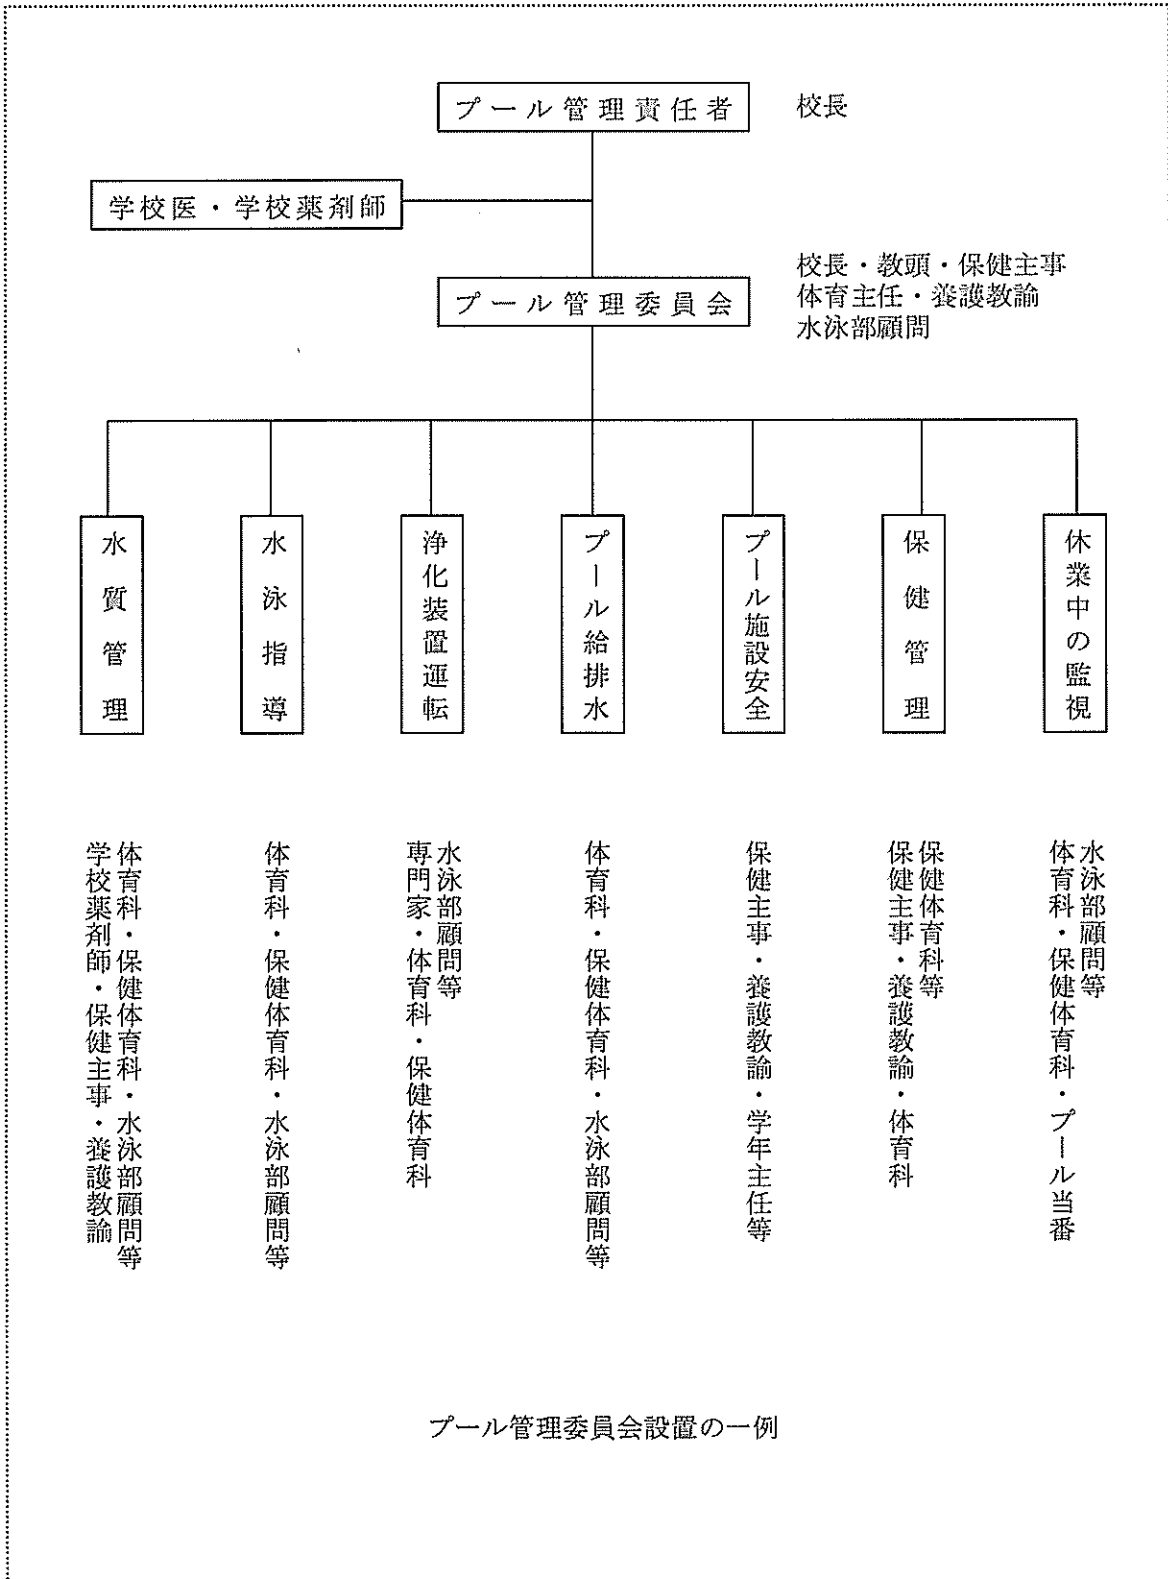 プール管理責任者
校長
学校医・学校薬剤師
プール管理委員会
校長・教頭・保健主事
体育主任・養護教諭
水泳部顧問
水質管理
水泳指導
浄化装置運転
プール給排水
プール施設安全
保健管理
休業中の監視
体育科・保健体育科・水泳部顧問等
学校薬剤師・保健主事・養護教諭
体育科・保健体育科・水泳部顧問等
水泳部顧問等
専門家・体育科・保健体育科
体育科・保健体育科・水泳部顧問等
保健主事・養護教諭・学年主任等
保健体育科等
保健主事・養護教諭・体育科
水泳部顧問等
体育科・保健体育科・プール当番
プール管理委員会設置の一例